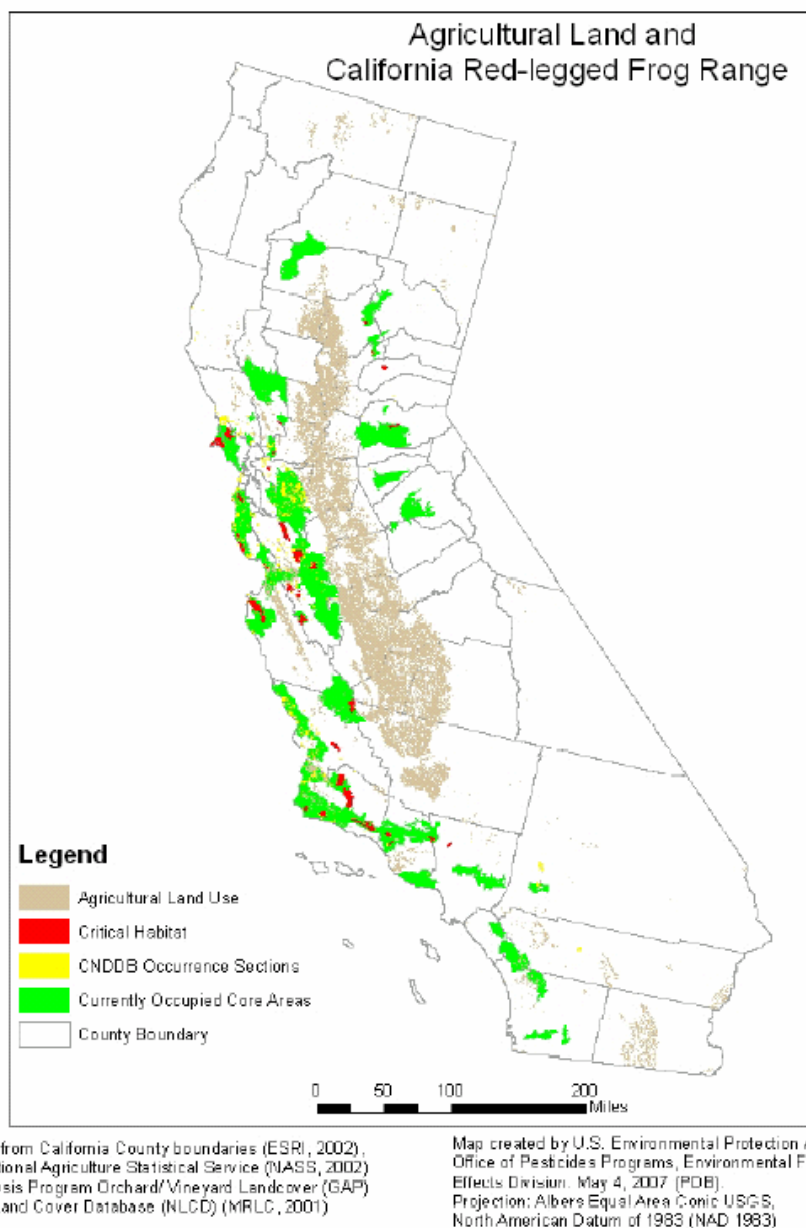 Agricultural Land and
California Red-legged Frog Range
Legend
Agricultural Land Use
Critical Habitat
CNDDB Occurrence Sections
Currently Occupied Core Areas
County Boundary
0 50 100 200
Miles
from California County boundaries (ESRI, 2002),
ional Agriculture Statistical Service (NASS, 2002)
sis Program Orchard/Vineyard Landcover (GAP)
and Cover Database (NLCD) (MRLC, 2001)
Map created by U.S. Environmental Protection A
Office of Pesticides Programs, Environmental F
Effects Division. May 4, 2007 (PDB).
Projection: Albers Equal Area Conic USGS,
North American Datum of 1983 (NAD 1983)